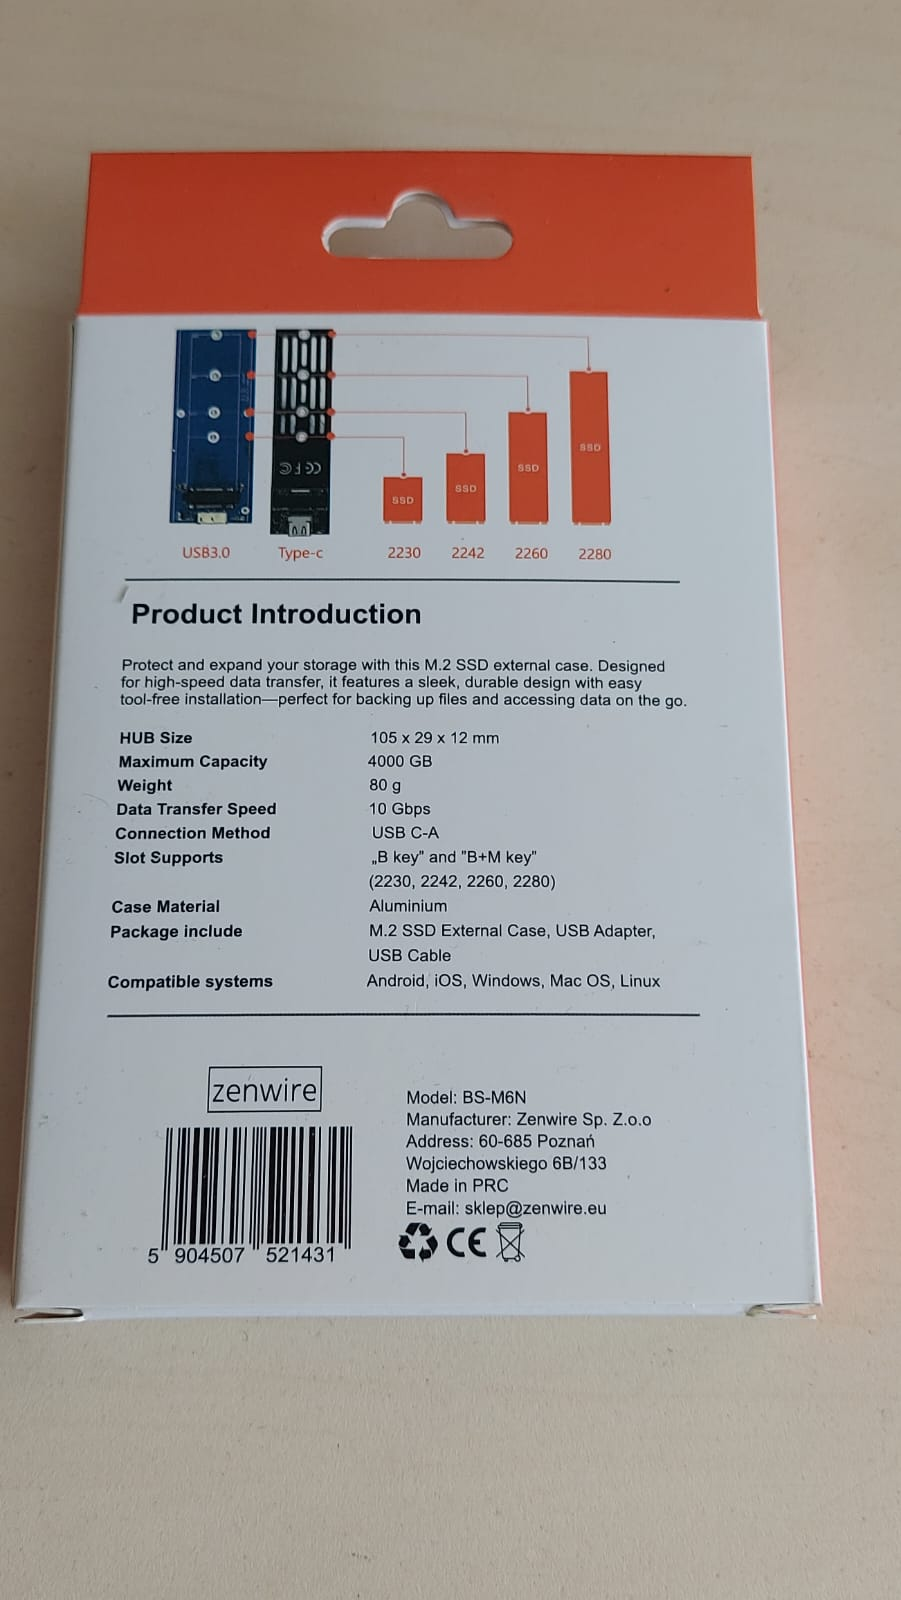 SSD
SSD
SSD
SSD
USB3.0 Type-c 2230 2242 2260 2280
Product Introduction
Protect and expand your storage with this M.2 SSD external case. Designed
for high-speed data transfer, it features a sleek, durable design with easy
tool-free installation—perfect for backing up files and accessing data on the go.
HUB Size 105 x 29 x 12 mm
Maximum Capacity 4000 GB
Weight 80 g
Data Transfer Speed 10 Gbps
Connection Method USB C-A
Slot Supports „B key" and "B+M key"
(2230, 2242, 2260, 2280)
Case Material Aluminium
Package include M.2 SSD External Case, USB Adapter,
USB Cable
Compatible systems Android, iOS, Windows, Mac OS, Linux
zenwire
5 904507 521431
Model: BS-M6N
Manufacturer: Zenwire Sp. Z.o.o
Address: 60-685 Poznań
Wojciechowskiego 6B/133
Made in PRC
E-mail: sklep@zenwire.eu
CE